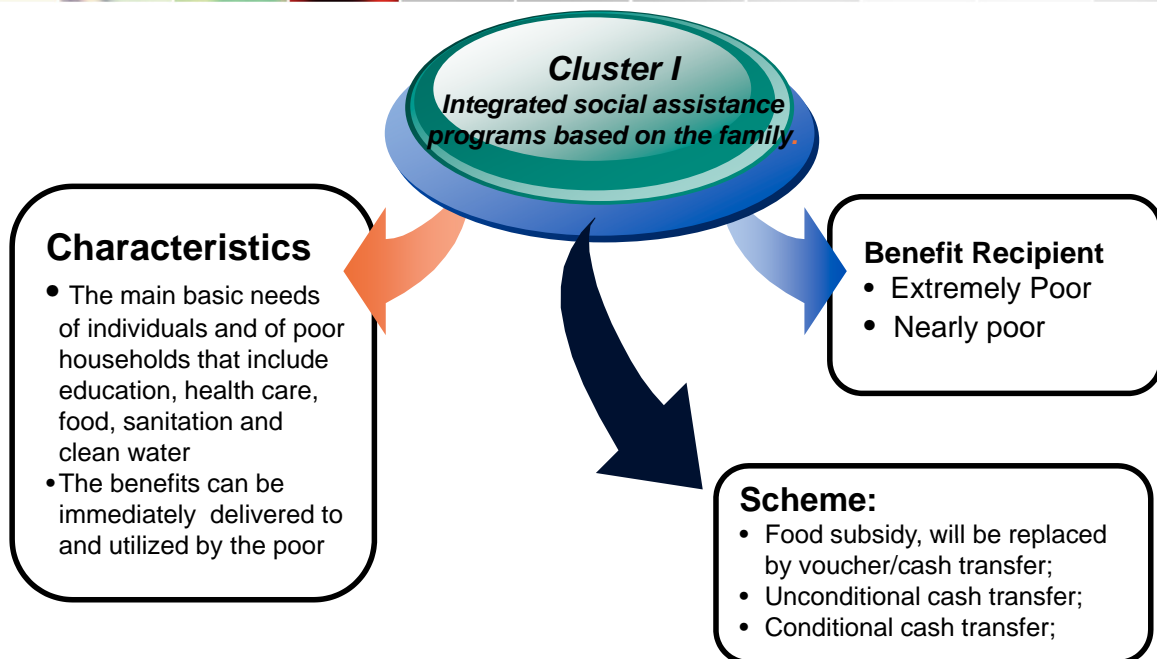 Cluster I
Integrated social assistance
programs based on the family.
Characteristics
• The main basic needs
of individuals and of poor
households that include
education, health care,
food, sanitation and
clean water
•The benefits can be
immediately delivered to
and utilized by the poor
Benefit Recipient
• Extremely Poor
• Nearly poor
Scheme:
• Food subsidy, will be replaced
by voucher/cash transfer;
• Unconditional cash transfer;
• Conditional cash transfer;